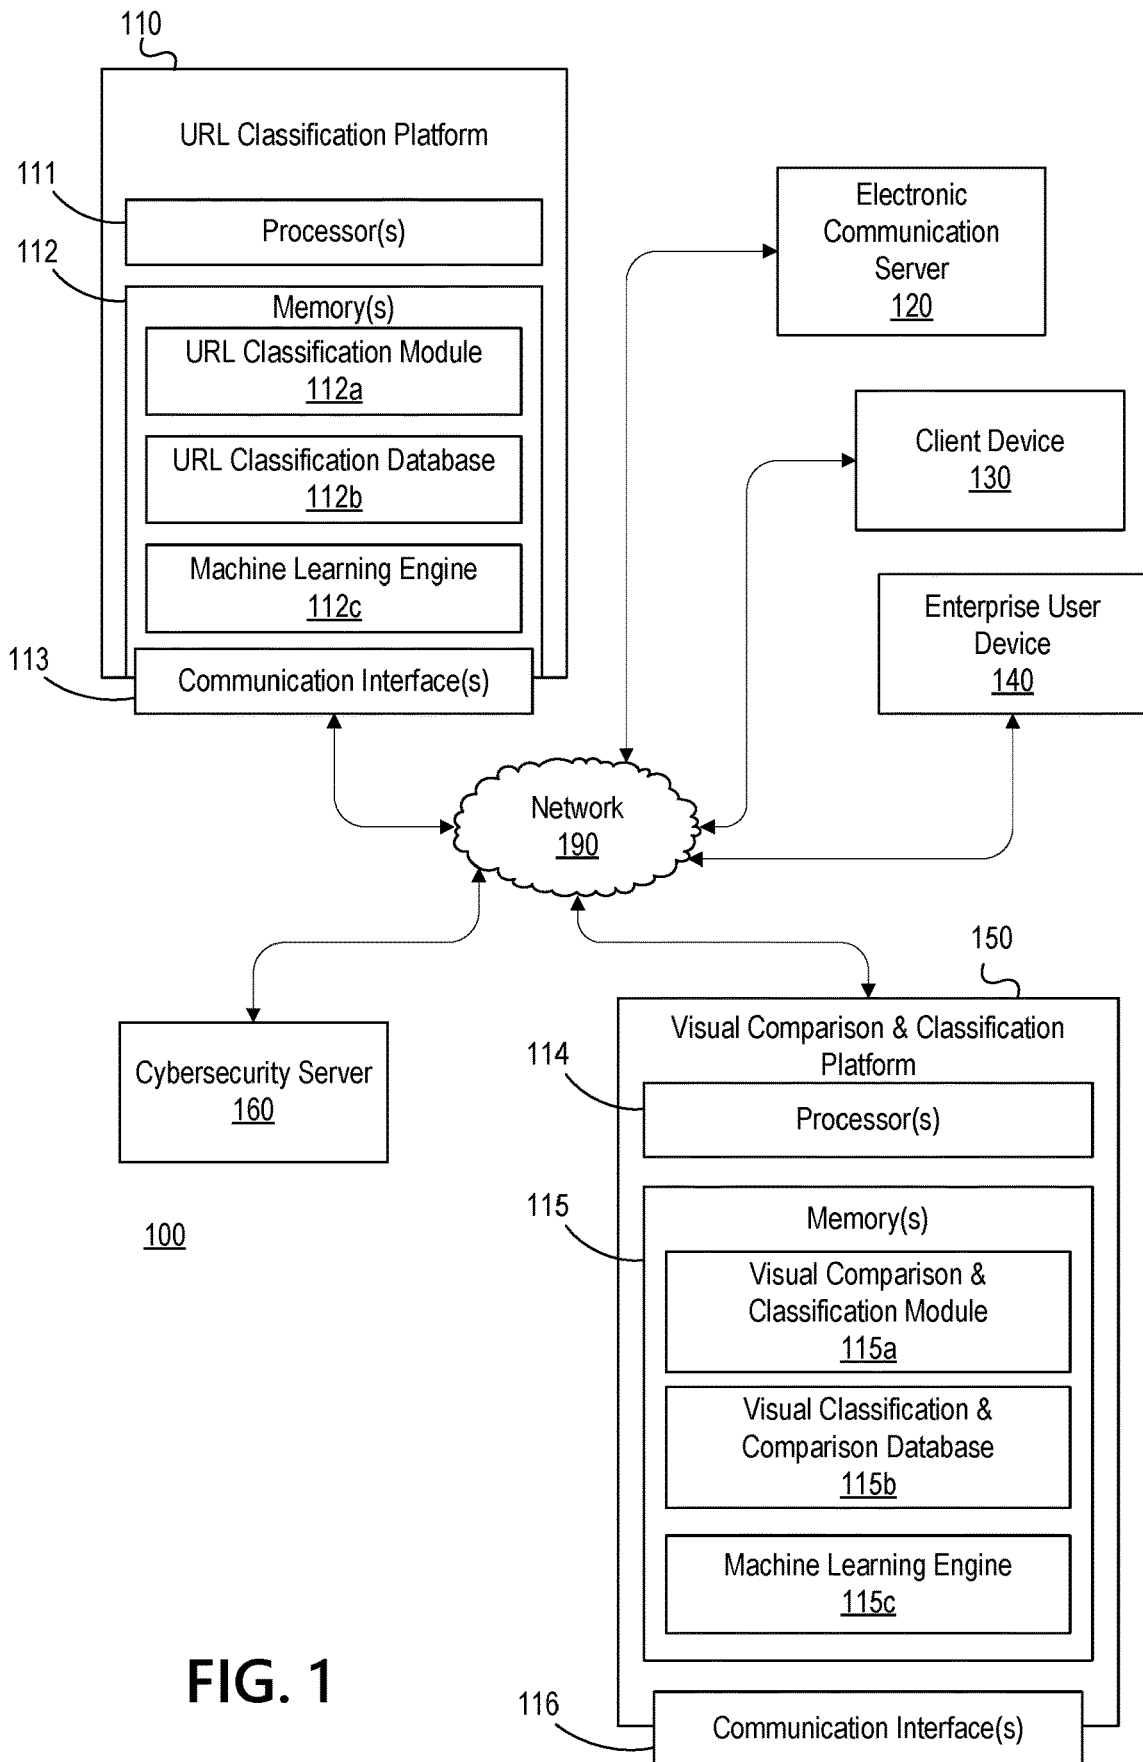 110
URL Classification Platform
111
Processor(s)
112
Memory(s)
URL Classification Module
112a
URL Classification Database
112b
Machine Learning Engine
112c
113
Communication Interface(s)
Electronic
Communication
Server
120
Client Device
130
Enterprise User
Device
140
Network
190
Cybersecurity Server
160
100
150
Visual Comparison & Classification
Platform
114
Processor(s)
115
Memory(s)
Visual Comparison &
Classification Module
115a
Visual Classification &
Comparison Database
115b
Machine Learning Engine
115c
116
Communication Interface(s)
FIG. 1